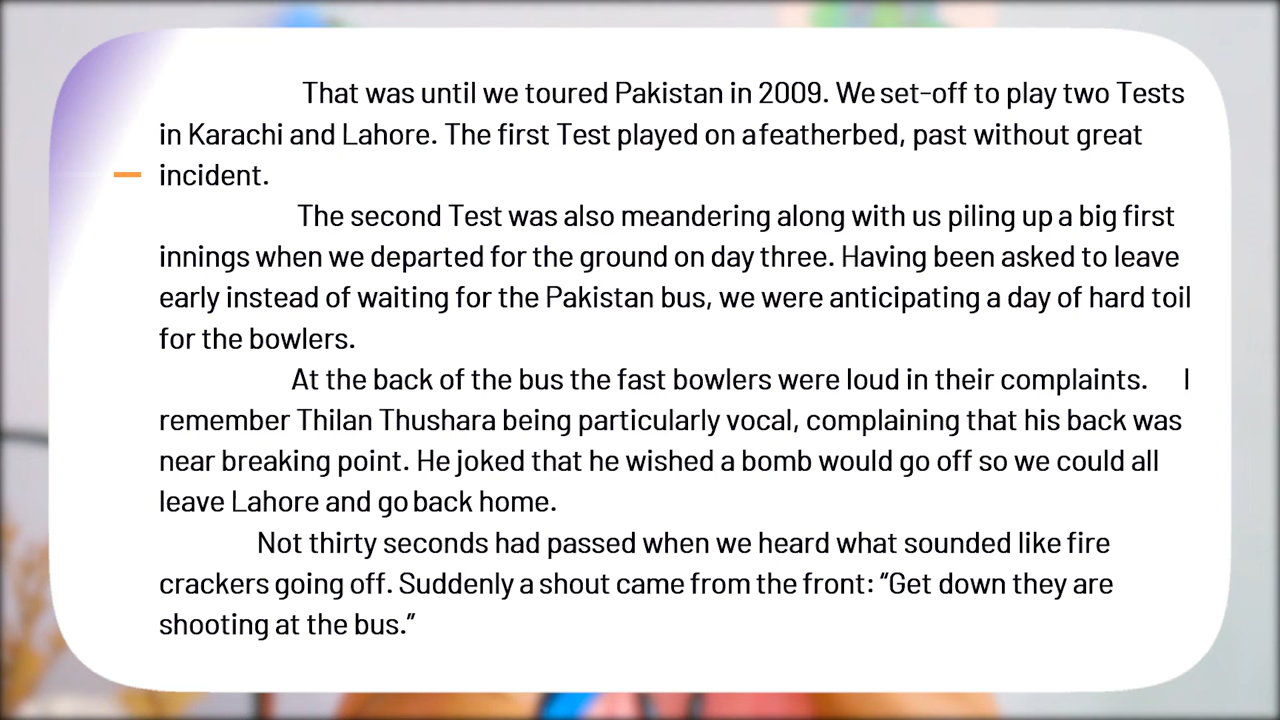 That was until we toured Pakistan in 2009. We set-off to play two Tests
in Karachi and Lahore. The first Test played on a featherbed, past without great
incident.
The second Test was also meandering along with us piling up a big first
innings when we departed for the ground on day three. Having been asked to leave
early instead of waiting for the Pakistan bus, we were anticipating a day of hard toil
for the bowlers.
At the back of the bus the fast bowlers were loud in their complaints. I
remember Thilan Thushara being particularly vocal, complaining that his back was
near breaking point. He joked that he wished a bomb would go off so we could all
leave Lahore and go back home.
Not thirty seconds had passed when we heard what sounded like fire
crackers going off. Suddenly a shout came from the front: “Get down they are
shooting at the bus.”